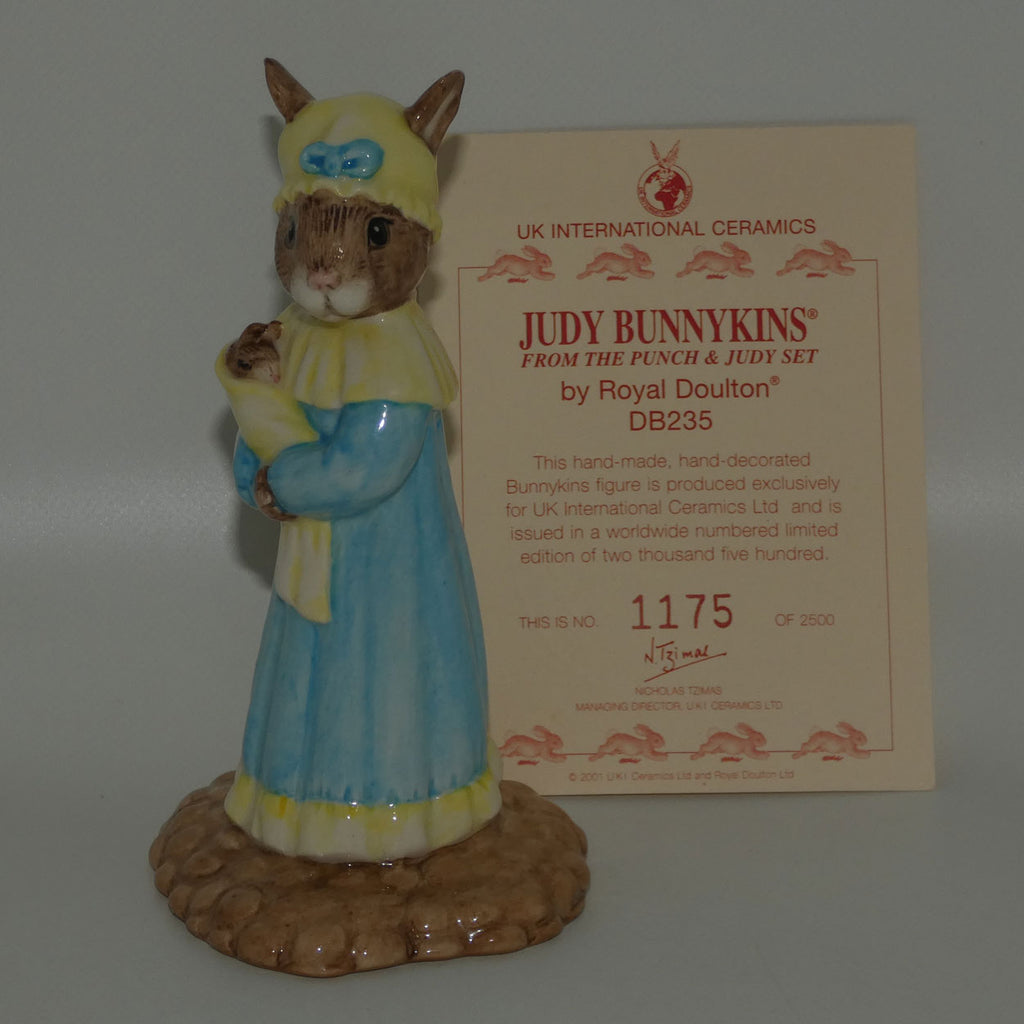 UK INTERNATIONAL CERAMICS
JUDY BUNNYKINS®
FROM THE PUNCH & JUDY SET
by Royal Doulton®
DB235
This hand-made, hand-decorated
Bunnykins figure is produced exclusively
for UK International Ceramics Ltd and is
issued in a worldwide numbered limited
edition of two thousand five hundred.
THIS IS NO. 1175 OF 2500
N. Tzimas
NICHOLAS TZIMAS
MANAGING DIRECTOR, U.K.I. CERAMICS LTD
© 2001 U.K.I. Ceramics Ltd and Royal Doulton Ltd